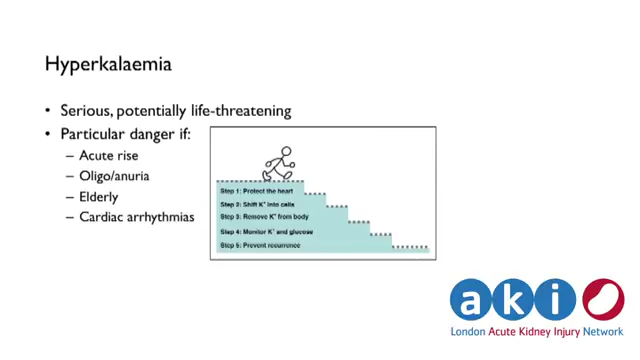 Hyperkalaemia
• Serious, potentially life-threatening
• Particular danger if:
– Acute rise
– Oligo/anuria
– Elderly
– Cardiac arrhythmias
Step 1: Protect the heart
Step 2: Shift K⁺ into cells
Step 3: Remove K⁺ from body
Step 4: Monitor K⁺ and glucose
Step 5: Prevent recurrence
aki
London Acute Kidney Injury Network